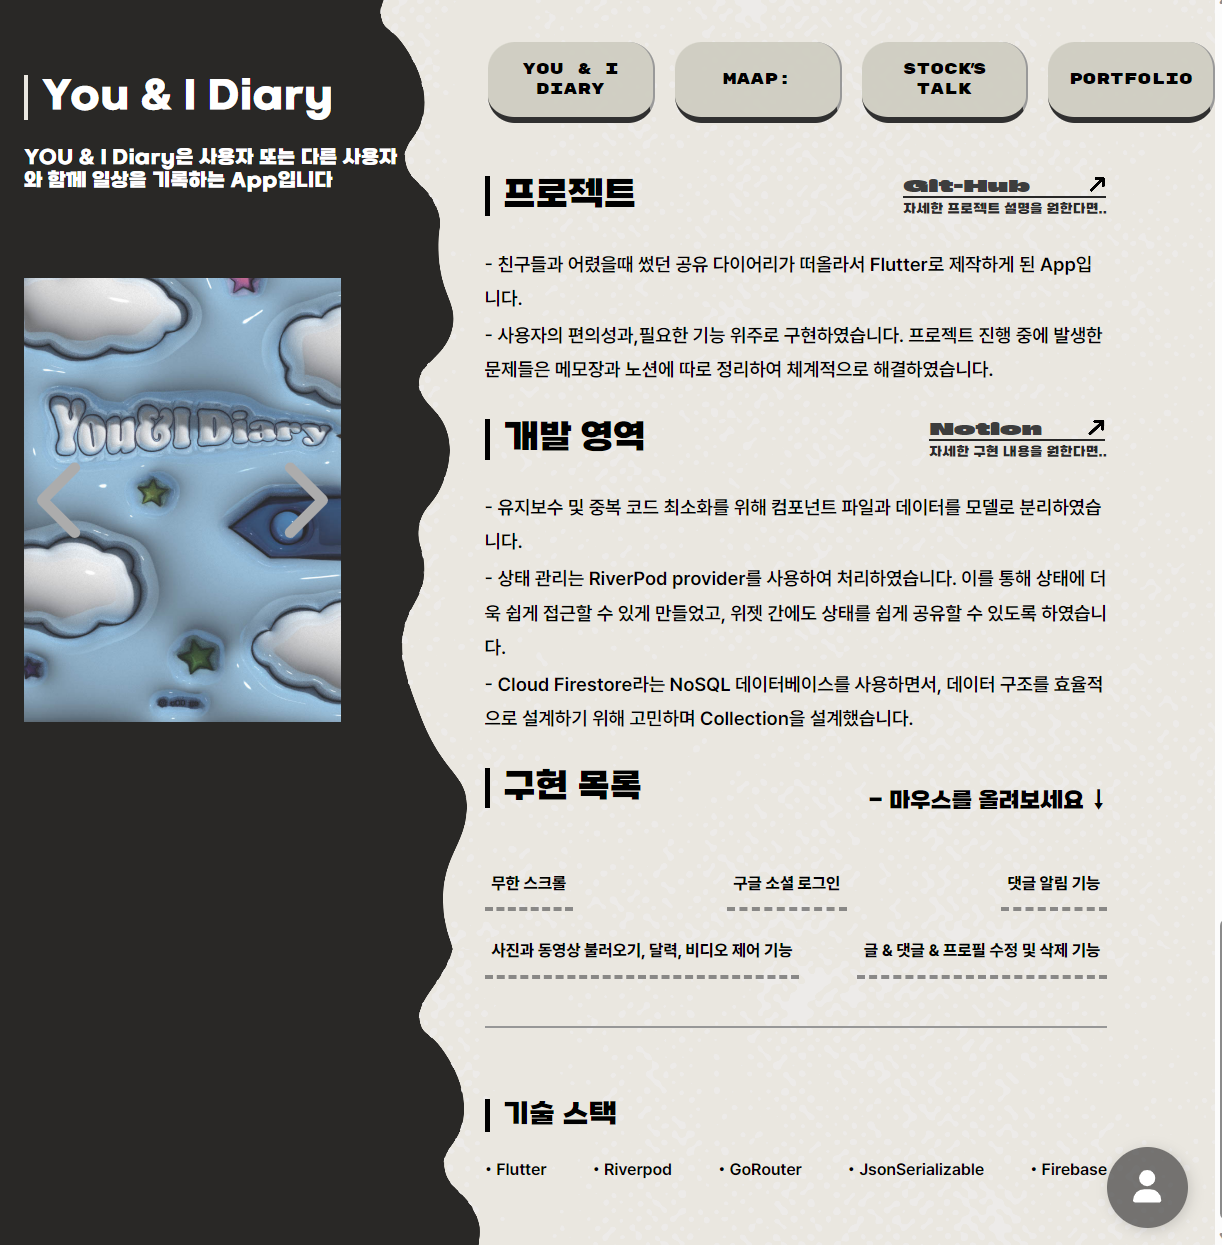 You & I Diary
YOU & I Diary은 사용자 또는 다른 사용자
와 함께 일상을 기록하는 App입니다
You&I Diary
YOU & I
DIARY
MAAP:
STOCK'S
TALK
PORTFOLIO
프로젝트
Git-Hub
자세한 프로젝트 설명을 원한다면..
- 친구들과 어렸을때 썼던 공유 다이어리가 떠올라서 Flutter로 제작하게 된 App입
니다.
- 사용자의 편의성과,필요한 기능 위주로 구현하였습니다. 프로젝트 진행 중에 발생한
문제들은 메모장과 노션에 따로 정리하여 체계적으로 해결하였습니다.
개발 영역
Notion
자세한 구현 내용을 원한다면..
- 유지보수 및 중복 코드 최소화를 위해 컴포넌트 파일과 데이터를 모델로 분리하였습
니다.
- 상태 관리는 RiverPod provider를 사용하여 처리하였습니다. 이를 통해 상태에 더
욱 쉽게 접근할 수 있게 만들었고, 위젯 간에도 상태를 쉽게 공유할 수 있도록 하였습니
다.
- Cloud Firestore라는 NoSQL 데이터베이스를 사용하면서, 데이터 구조를 효율적
으로 설계하기 위해 고민하며 Collection을 설계했습니다.
구현 목록
- 마우스를 올려보세요 ↓
무한 스크롤
구글 소셜 로그인
댓글 알림 기능
사진과 동영상 불러오기, 달력, 비디오 제어 기능
글 & 댓글 & 프로필 수정 및 삭제 기능
기술 스택
• Flutter
• Riverpod
• GoRouter
• JsonSerializable
• Firebase